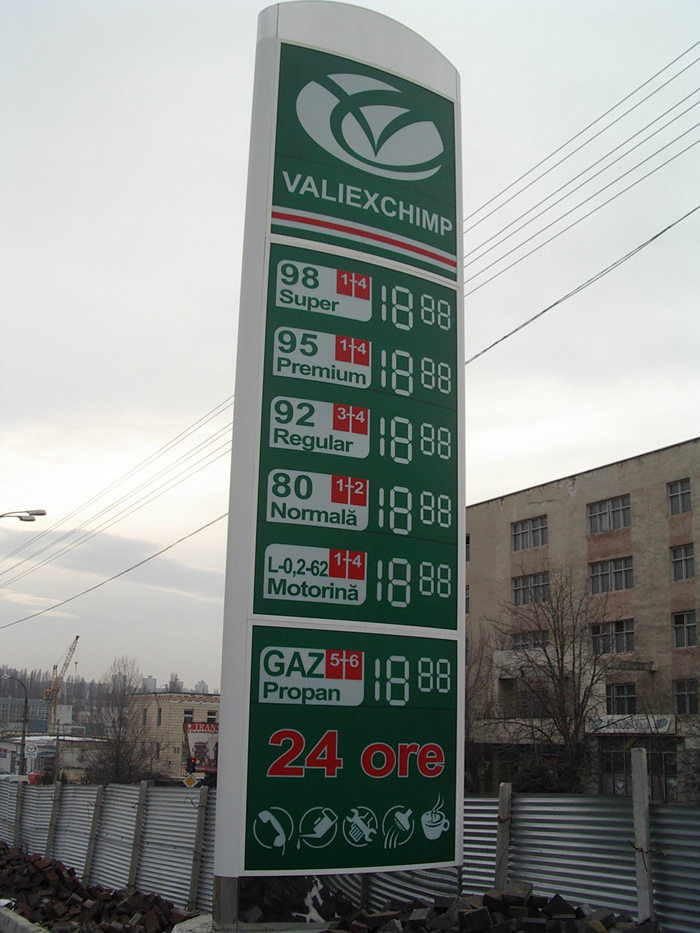 VALIEXCHIMP
98 1-4
Super 18 88
95 1-4
Premium 18 88
92 3-4
Regular 18 88
80 1-2
Normală 18 88
L-0,2-62 1-4
Motorină 18 88
GAZ 5-6
Propan 18 88
24 ore
TRANS